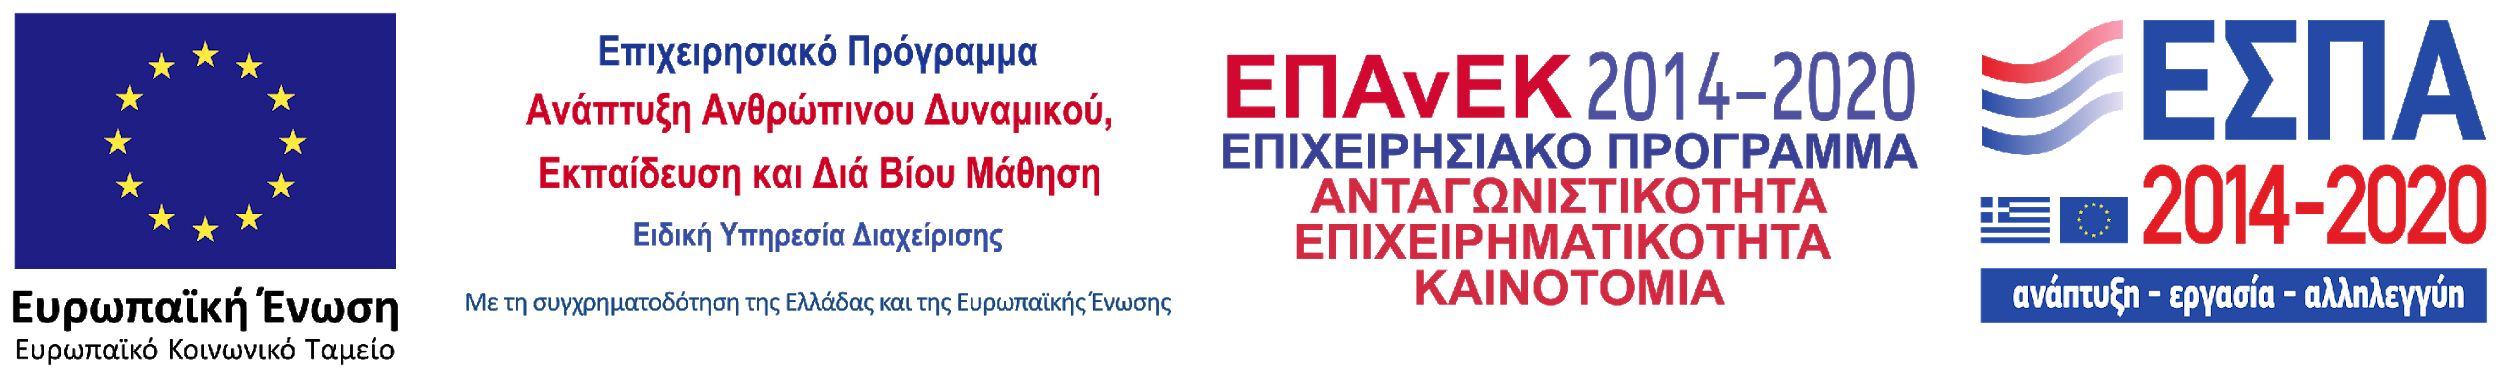 Ευρωπαϊκή Ένωση
Ευρωπαϊκό Κοινωνικό Ταμείο
Επιχειρησιακό Πρόγραμμα
Ανάπτυξη Ανθρώπινου Δυναμικού,
Εκπαίδευση και Διά Βίου Μάθηση
Ειδική Υπηρεσία Διαχείρισης
Με τη συγχρηματοδότηση της Ελλάδας και της Ευρωπαϊκής Ένωσης
ΕΠΑνΕΚ 2014–2020
ΕΠΙΧΕΙΡΗΣΙΑΚΟ ΠΡΟΓΡΑΜΜΑ
ΑΝΤΑΓΩΝΙΣΤΙΚΟΤΗΤΑ
ΕΠΙΧΕΙΡΗΜΑΤΙΚΟΤΗΤΑ
ΚΑΙΝΟΤΟΜΙΑ
ΕΣΠΑ
2014–2020
ανάπτυξη - εργασία - αλληλεγγύη